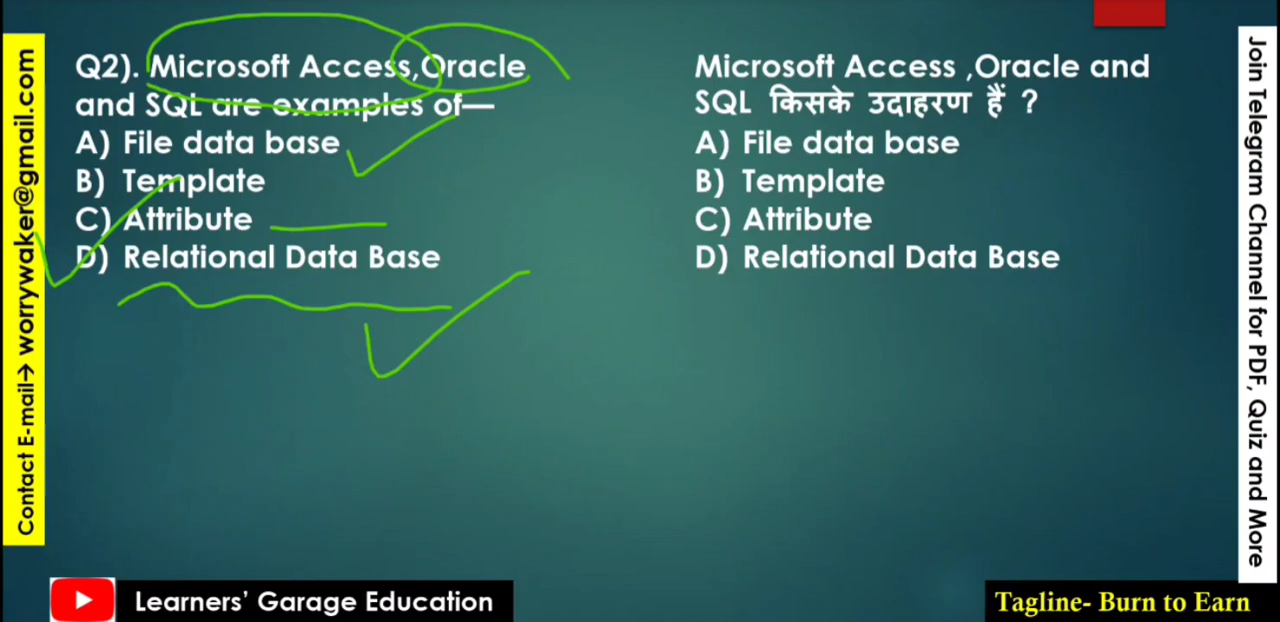 Q2). Microsoft Access,Oracle
and SQL are examples of—
A) File data base
B) Template
C) Attribute
D) Relational Data Base
Microsoft Access ,Oracle and
SQL किसके उदाहरण हैं ?
A) File data base
B) Template
C) Attribute
D) Relational Data Base
Contact E-mail→ worrywaker@gmail.com
Join Telegram Channel for PDF, Quiz and More
Learners’ Garage Education
Tagline- Burn to Earn